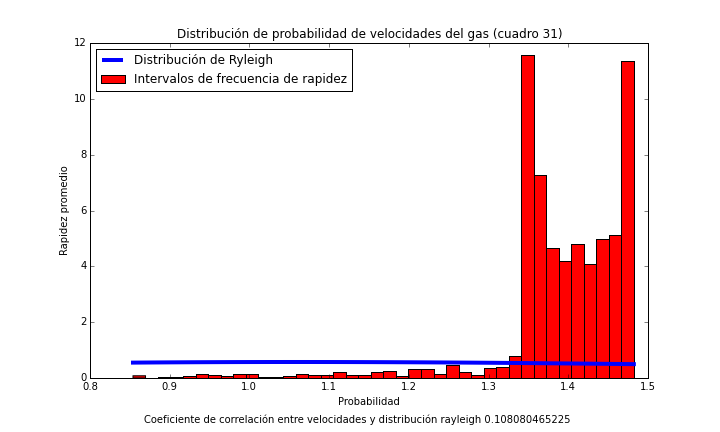 Distribución de probabilidad de velocidades del gas (cuadro 31)
Distribución de Ryleigh
Intervalos de frecuencia de rapidez
12
10
8
6
4
2
0
Rapidez promedio
0.8 0.9 1.0 1.1 1.2 1.3 1.4 1.5
Probabilidad
Coeficiente de correlación entre velocidades y distribución rayleigh 0.108080465225